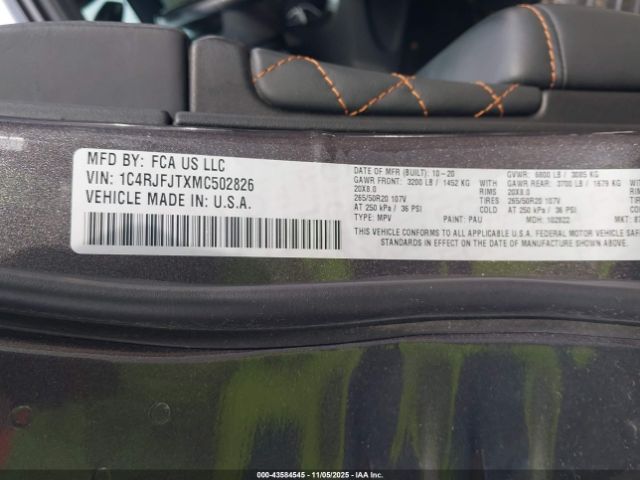 MFD BY: FCA US LLC
VIN: 1C4RJFJTXMC502826
VEHICLE MADE IN: U.S.A.
DATE OF MFR (BUILT): 10-20 GVWR: 6800 LB / 3085 KG
GAWR FRONT: 3200 LB / 1452 KG WITH GAWR REAR: 3700 LB / 1679 KG
20X8.0 RIMS 20X8.0
265/50R20 107V TIRES 265/50R20 107V
AT 250 kPa / 36 PSI COLD AT 250 kPa / 36 PSI
TYPE: MPV PAINT: PAU MDH: 102822 MKT:
THIS VEHICLE CONFORMS TO ALL APPLICABLE U.S.A. FEDERAL MOTOR VEHICLE SAFE
STANDARDS IN EFFECT ON THE DATE OF MANUFACTURE SHOWN ABOVE.
000-43584545 - 11/05/2025 - IAAI.com